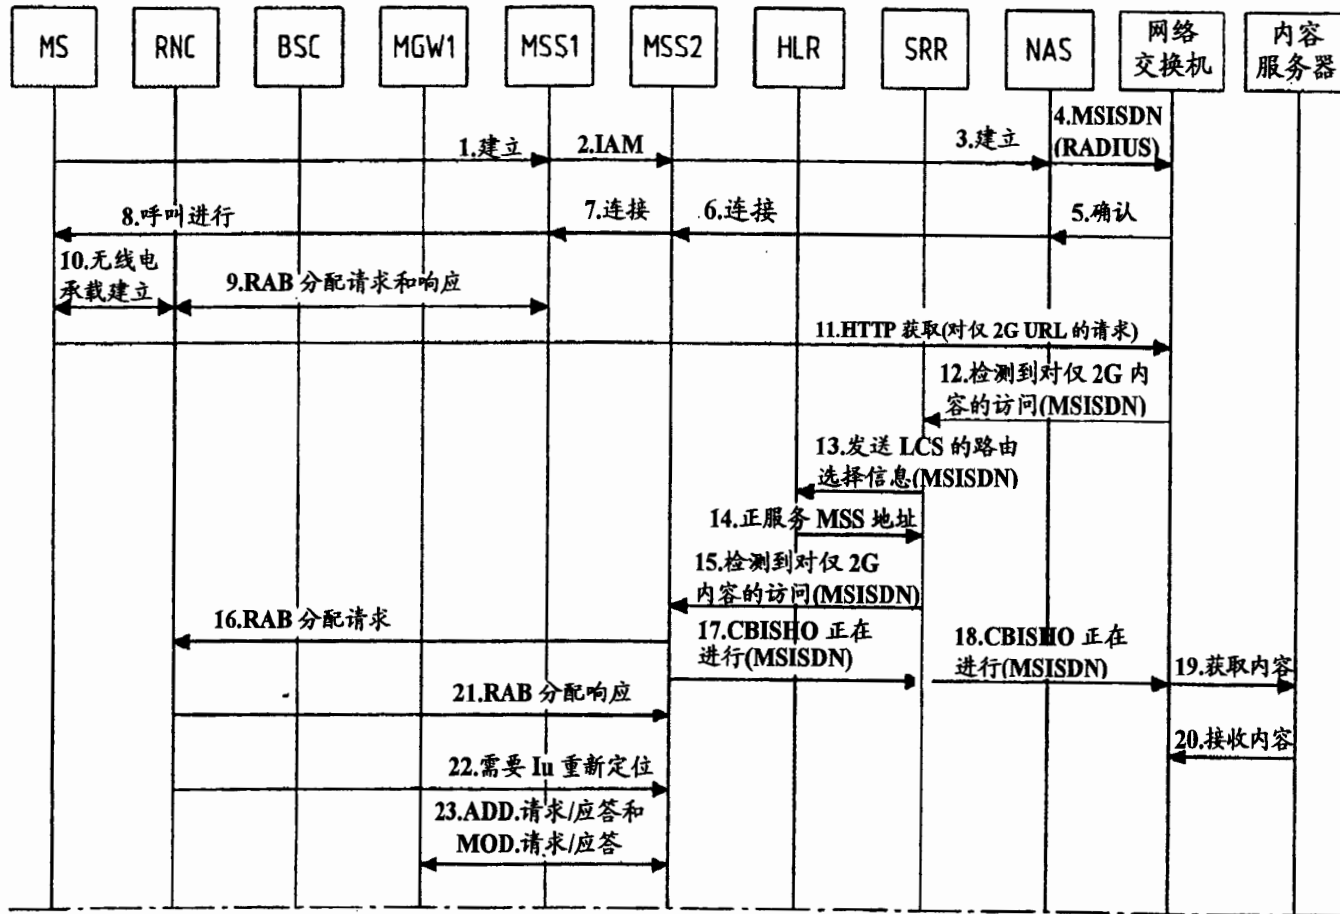 MS
RNC
BSC
MGW1
MSS1
MSS2
HLR
SRR
NAS
网络
交换机
内容
服务器
1.建立
2.IAM
3.建立
4.MSISDN
(RADIUS)
8.呼叫进行
7.连接
6.连接
5.确认
10.无线电
承载建立
9.RAB 分配请求和响应
11.HTTP 获取(对仅 2G URL 的请求)
12.检测到对仅 2G 内
容的访问(MSISDN)
13.发送 LCS 的路由
选择信息(MSISDN)
14.正服务 MSS 地址
15.检测到对仅 2G
内容的访问(MSISDN)
16.RAB 分配请求
17.CBISHO 正在
进行(MSISDN)
18.CBISHO 正在
进行(MSISDN)
19.获取内容
21.RAB 分配响应
20.接收内容
22.需要 Iu 重新定位
23.ADD.请求/应答和
MOD.请求/应答